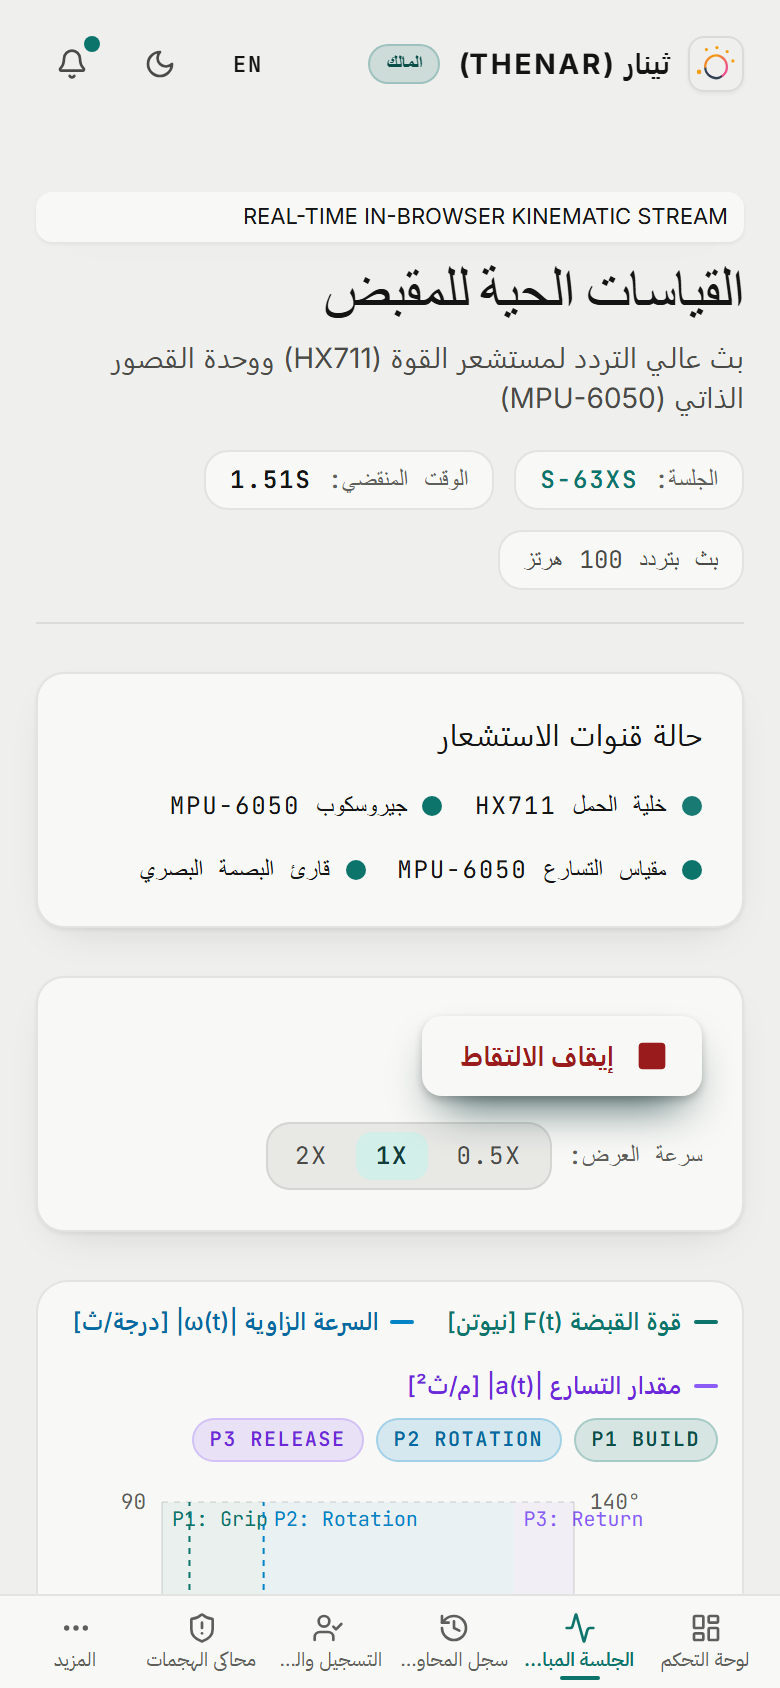 ثينار (THENAR)
المالك
EN
REAL-TIME IN-BROWSER KINEMATIC STREAM
القياسات الحية للمقبض
بث عالي التردد لمستشعر القوة (HX711) ووحدة القصور
الذاتي (MPU-6050)
الجلسة: S-63XS
الوقت المنقضي: 1.51S
بث بتردد 100 هرتز
حالة قنوات الاستشعار
خلية الحمل HX711
جيروسكوب MPU-6050
مقياس التسارع MPU-6050
قارئ البصمة البصري
إيقاف الالتقاط
سرعة العرض:
0.5X
1X
2X
قوة القبضة F(t) [نيوتن]
السرعة الزاوية |ω(t)| [درجة/ث]
مقدار التسارع |a(t)| [م/ث²]
P1 BUILD
P2 ROTATION
P3 RELEASE
90
140°
P1: Grip
P2: Rotation
P3: Return
لوحة التحكم
الجلسة المبا...
سجل المحاو...
التسجيل والـ...
محاكي الهجمات
المزيد